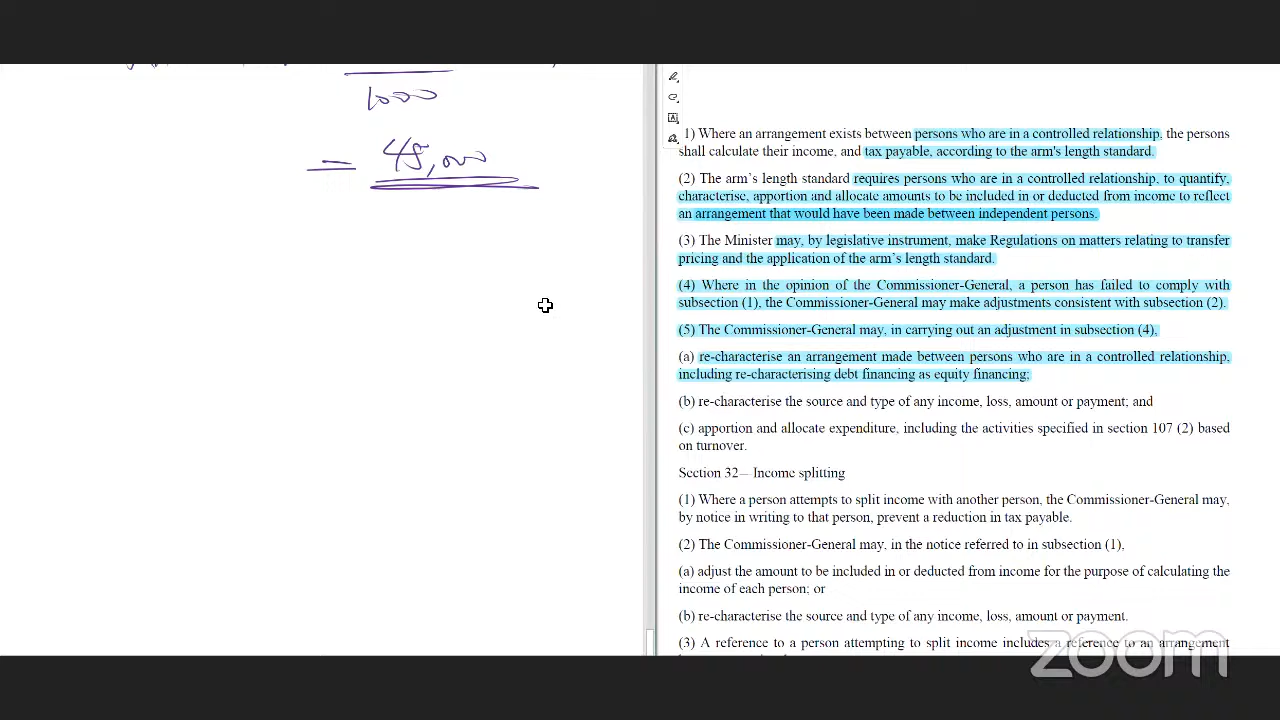 1000
= 45,000
1) Where an arrangement exists between persons who are in a controlled relationship, the persons
shall calculate their income, and tax payable, according to the arm's length standard.
(2) The arm’s length standard requires persons who are in a controlled relationship, to quantify,
characterise, apportion and allocate amounts to be included in or deducted from income to reflect
an arrangement that would have been made between independent persons.
(3) The Minister may, by legislative instrument, make Regulations on matters relating to transfer
pricing and the application of the arm’s length standard.
(4) Where in the opinion of the Commissioner-General, a person has failed to comply with
subsection (1), the Commissioner-General may make adjustments consistent with subsection (2).
(5) The Commissioner-General may, in carrying out an adjustment in subsection (4),
(a) re-characterise an arrangement made between persons who are in a controlled relationship,
including re-characterising debt financing as equity financing;
(b) re-characterise the source and type of any income, loss, amount or payment; and
(c) apportion and allocate expenditure, including the activities specified in section 107 (2) based
on turnover.
Section 32—Income splitting
(1) Where a person attempts to split income with another person, the Commissioner-General may,
by notice in writing to that person, prevent a reduction in tax payable.
(2) The Commissioner-General may, in the notice referred to in subsection (1),
(a) adjust the amount to be included in or deducted from income for the purpose of calculating the
income of each person; or
(b) re-characterise the source and type of any income, loss, amount or payment.
(3) A reference to a person attempting to split income includes a reference to an arrangement
zoom